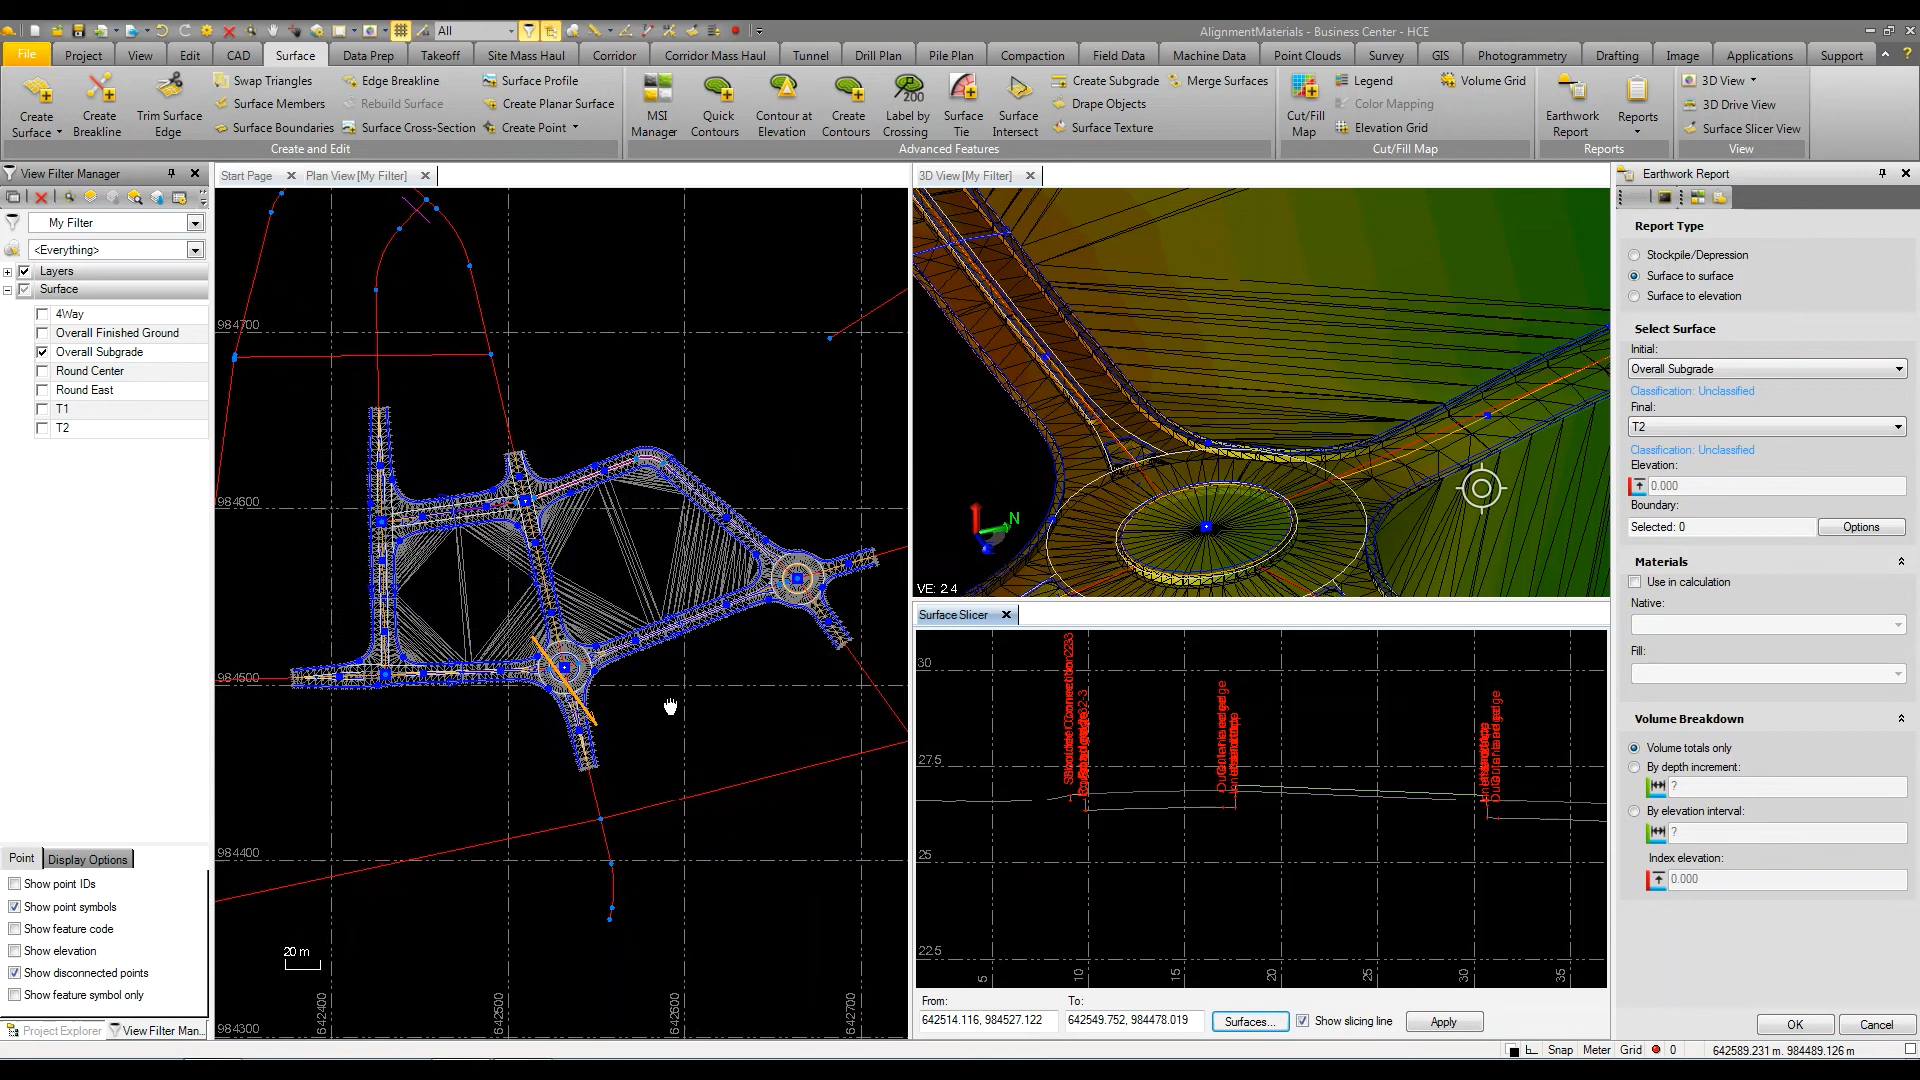 All
AlignmentMaterials - Business Center - HCE
File Project View Edit CAD Surface Data Prep Takeoff Site Mass Haul Corridor Corridor Mass Haul Tunnel Drill Plan Pile Plan Compaction Field Data Machine Data Point Clouds Survey GIS Photogrammetry Drafting Image Applications Support
Create Surface
Create Breakline
Trim Surface Edge
Swap Triangles
Surface Members
Surface Boundaries
Edge Breakline
Rebuild Surface
Surface Cross-Section
Surface Profile
Create Planar Surface
Create Point
Create and Edit
MSI Manager
Quick Contours
Contour at Elevation
Create Contours
200
Label by Crossing
Surface Tie
Surface Intersect
Create Subgrade
Drape Objects
Surface Texture
Merge Surfaces
Advanced Features
Cut/Fill Map
Legend
Color Mapping
Elevation Grid
Volume Grid
Cut/Fill Map
Earthwork Report
Reports
Reports
3D View
3D Drive View
Surface Slicer View
View
View Filter Manager
My Filter
<Everything>
Layers
Surface
4Way
Overall Finished Ground
Overall Subgrade
Round Center
Round East
T1
T2
Point Display Options
Show point IDs
Show point symbols
Show feature code
Show elevation
Show disconnected points
Show feature symbol only
Project Explorer View Filter Man...
Start Page Plan View [My Filter]
984700
984600
984500
984400
984300
20 m
642400 642500 642600 642700
3D View [My Filter]
N
VE: 2.4
Surface Slicer
30
27.5
25
22.5
5 10 15 20 25 30 35
From:
642514.116, 984527.122
To:
642549.752, 984478.019
Surfaces...
Show slicing line
Apply
Earthwork Report
Report Type
Stockpile/Depression
Surface to surface
Surface to elevation
Select Surface
Initial:
Overall Subgrade
Classification: Unclassified
Final:
T2
Classification: Unclassified
Elevation:
0.000
Boundary:
Selected: 0 Options
Materials
Use in calculation
Native:
Fill:
Volume Breakdown
Volume totals only
By depth increment:
?
By elevation interval:
?
Index elevation:
0.000
OK Cancel
Snap Meter Grid 0 642589.231 m. 984489.126 m